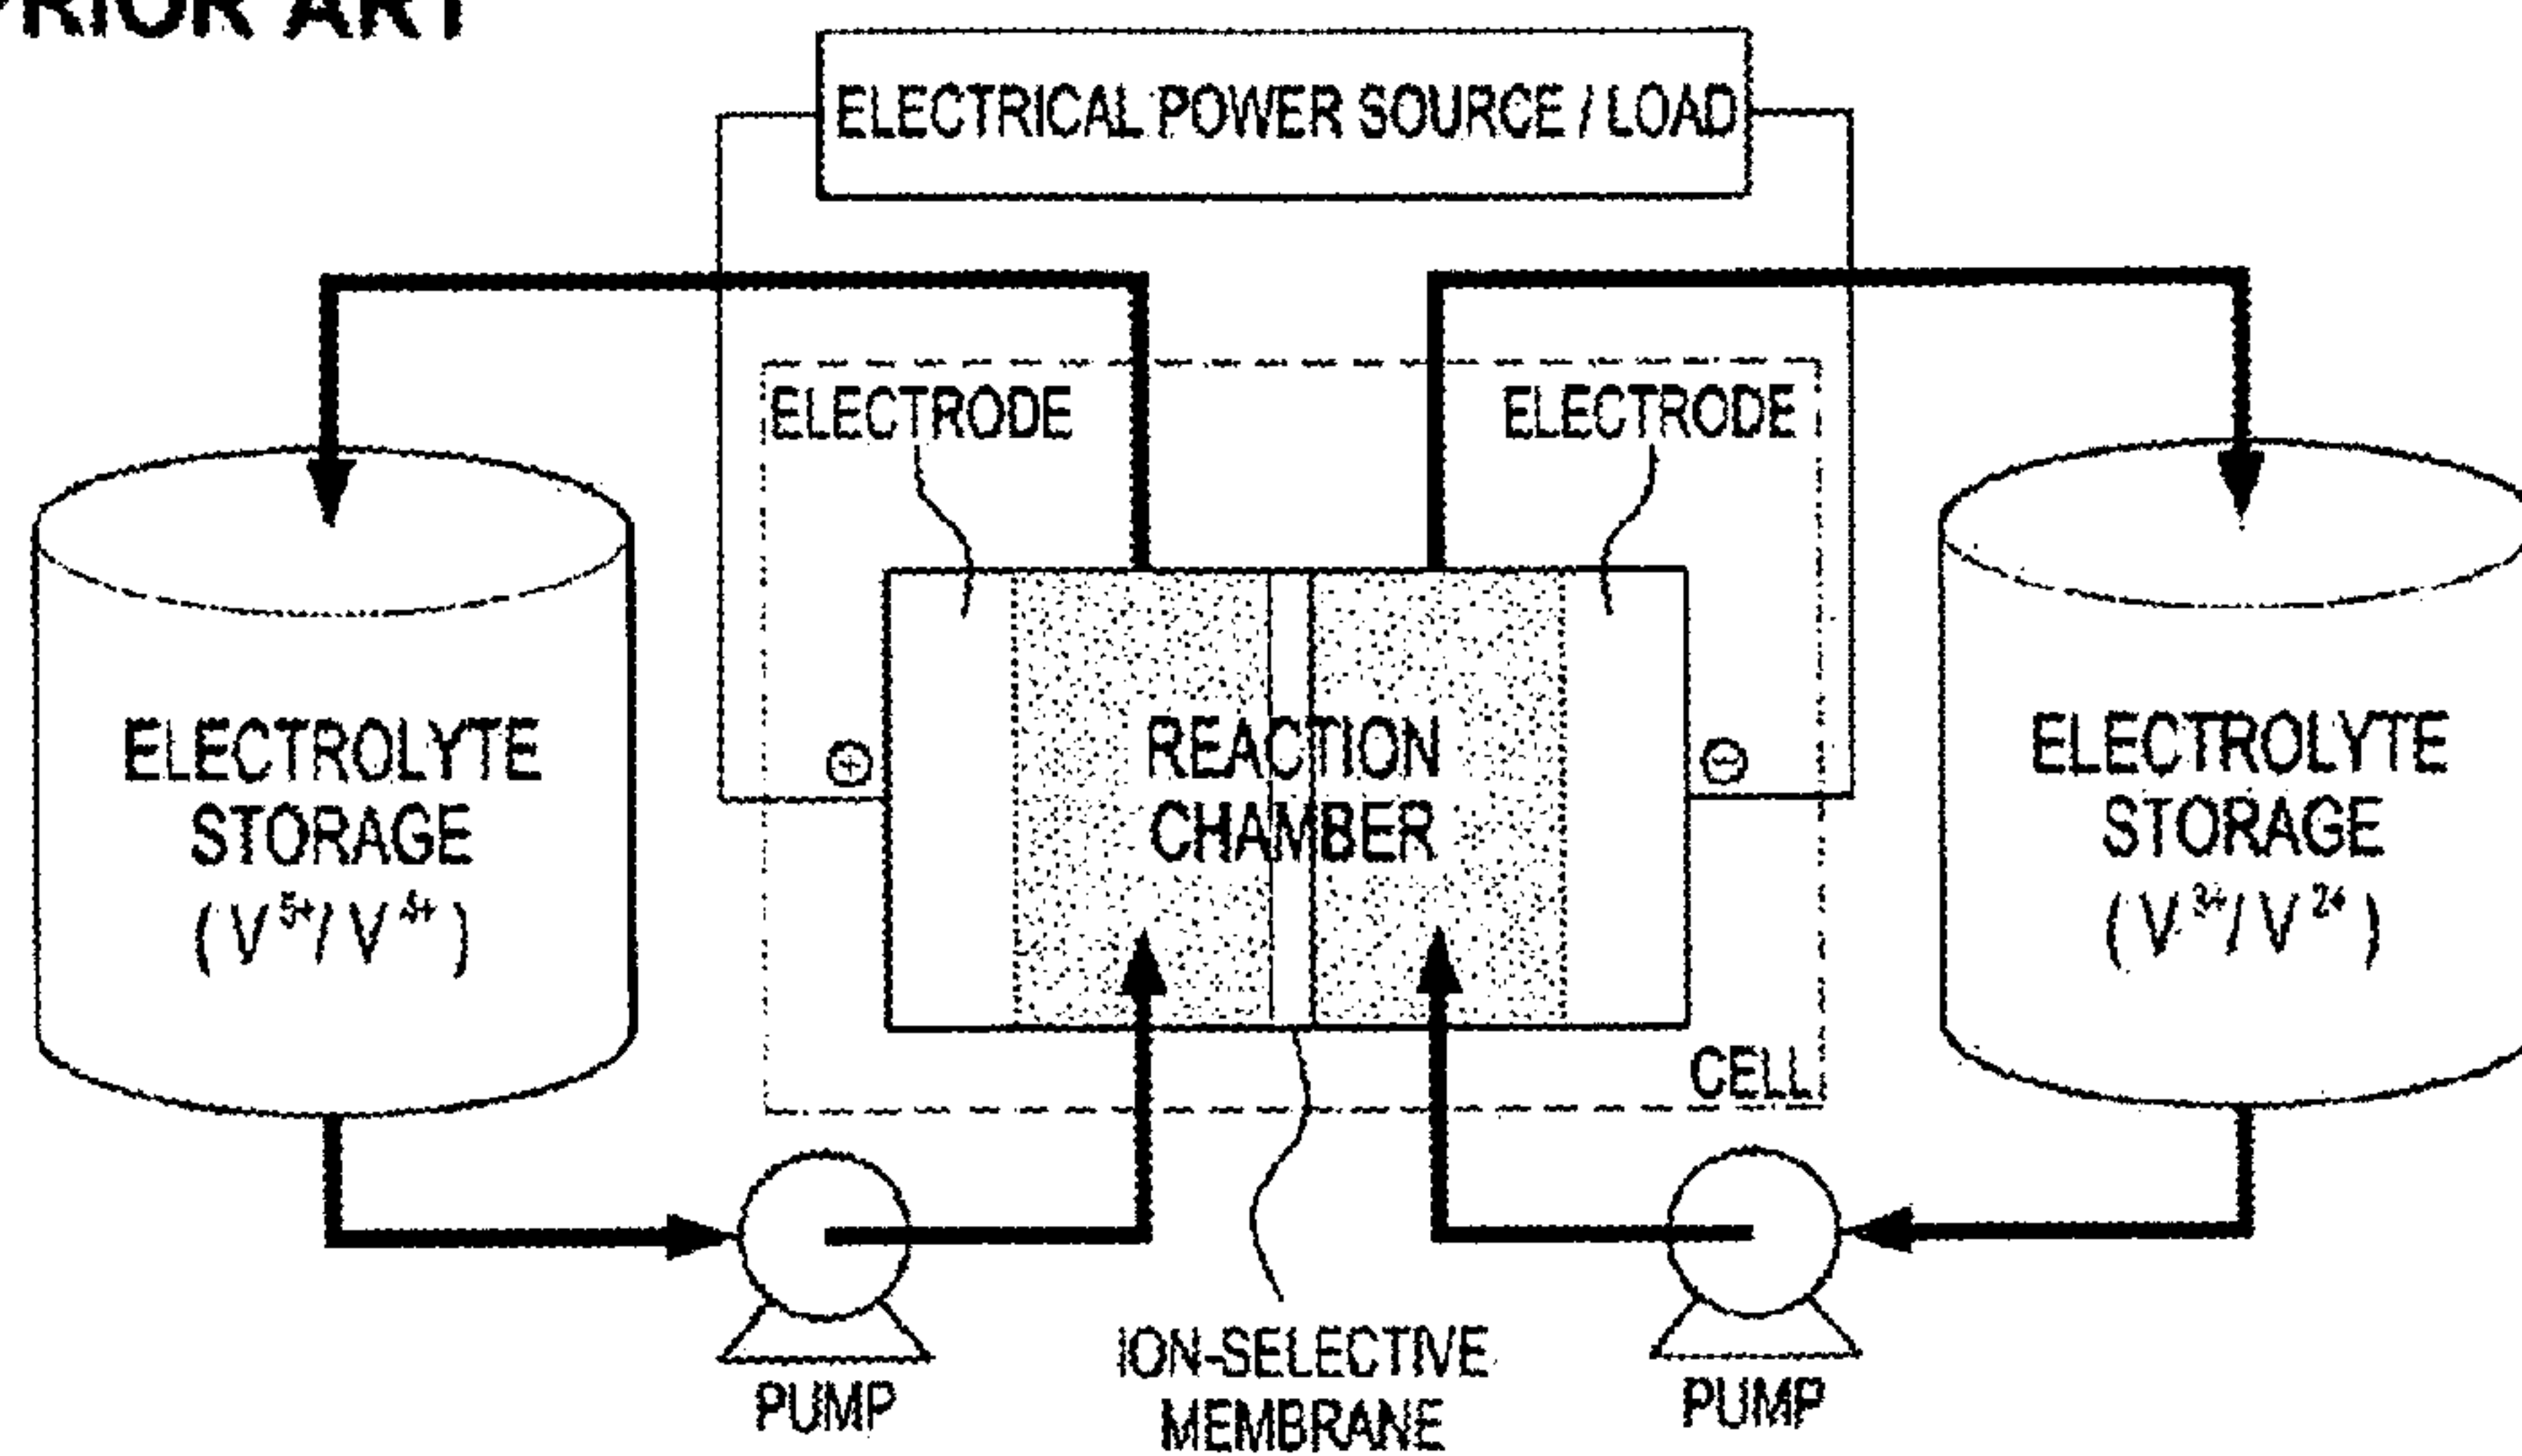 PRIOR ART
ELECTRICAL POWER SOURCE / LOAD
ELECTRODE
ELECTRODE
ELECTROLYTE
STORAGE
(V⁵⁺/V⁴⁺)
⊕
REACTION
CHAMBER
⊖
ELECTROLYTE
STORAGE
(V³⁺/V²⁺)
CELL
PUMP
ION-SELECTIVE
MEMBRANE
PUMP